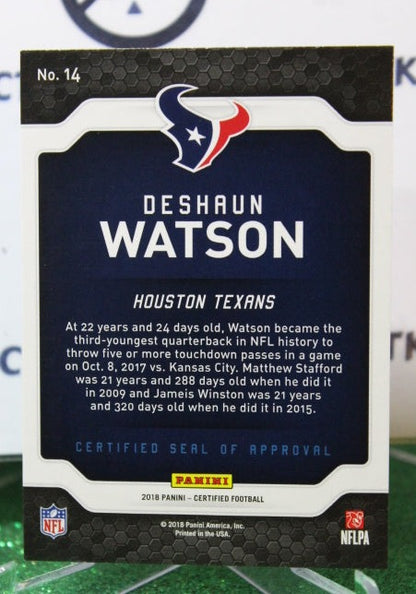 No. 14
DESHAUN
WATSON
HOUSTON TEXANS
At 22 years and 24 days old, Watson became the
third-youngest quarterback in NFL history to
throw five or more touchdown passes in a game
on Oct. 8, 2017 vs. Kansas City. Matthew Stafford
was 21 years and 288 days old when he did it
in 2009 and Jameis Winston was 21 years
and 320 days old when he did it in 2015.
CERTIFIED SEAL OF APPROVAL
PANINI
2018 PANINI – CERTIFIED FOOTBALL
NFL
© 2018 Panini America, Inc.
Printed in the USA.
NFLPA